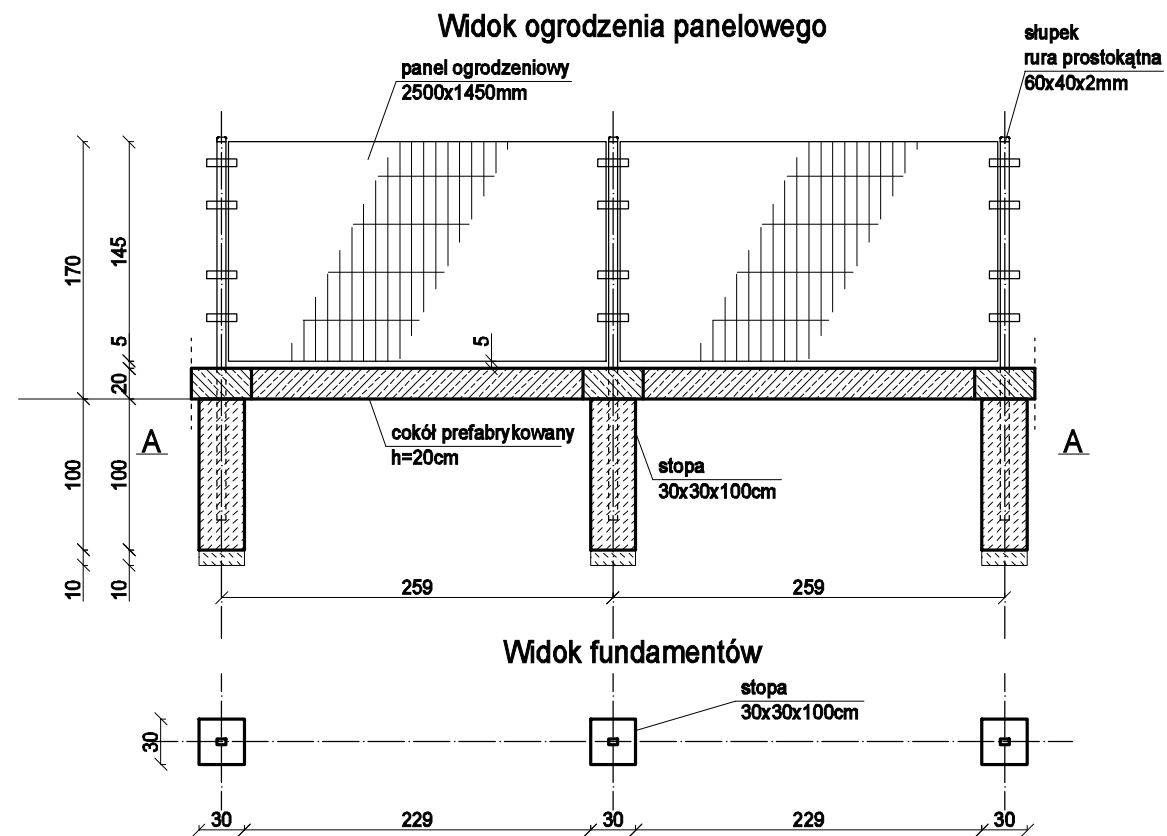 Widok ogrodzenia panelowego
słupek
rura prostokątna
60x40x2mm
panel ogrodzeniowy
2500x1450mm
170
145
5
5
20
A
A
cokół prefabrykowany
h=20cm
stopa
30x30x100cm
100
100
10
10
259
259
Widok fundamentów
stopa
30x30x100cm
30
30
229
30
229
30